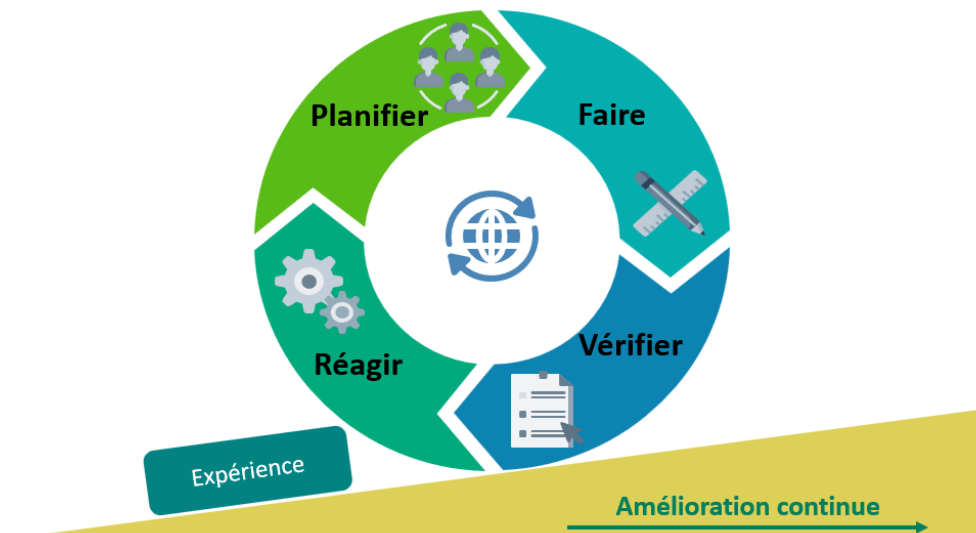 Planifier
Faire
Vérifier
Réagir
Expérience
Amélioration continue